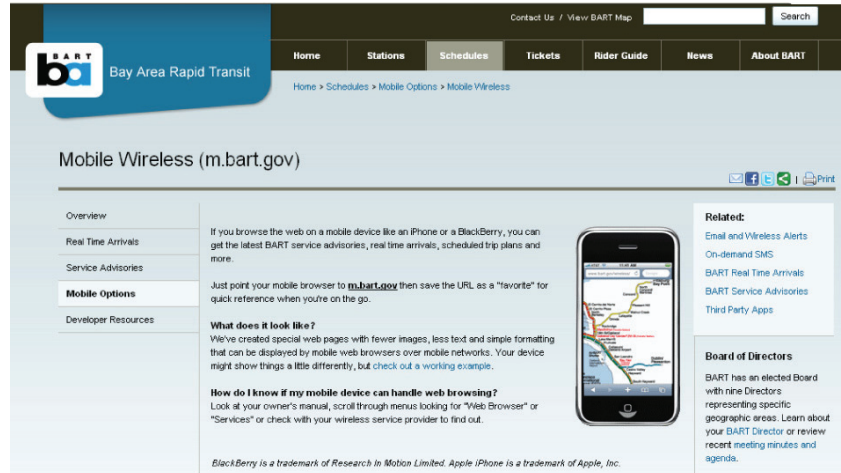 Contact Us / View BART Map
Search
BART
ba
Bay Area Rapid Transit
Home
Stations
Schedules
Tickets
Rider Guide
News
About BART
Home > Schedules > Mobile Options > Mobile Wireless
Mobile Wireless (m.bart.gov)
Print
Overview
Real Time Arrivals
Service Advisories
Mobile Options
Developer Resources
If you browse the web on a mobile device like an iPhone or a BlackBerry, you can
get the latest BART service advisories, real time arrivals, scheduled trip plans and
more.
Just point your mobile browser to m.bart.gov then save the URL as a "favorite" for
quick reference when you're on the go.
What does it look like?
We've created special web pages with fewer images, less text and simple formatting
that can be displayed by mobile web browsers over mobile networks. Your device
might show things a little differently, but check out a working example.
How do I know if my mobile device can handle web browsing?
Look at your owner's manual, scroll through menus looking for "Web Browser" or
"Services" or check with your wireless service provider to find out.
BlackBerry is a trademark of Research In Motion Limited. Apple iPhone is a trademark of Apple, Inc.
Related:
Email and Wireless Alerts
On-demand SMS
BART Real Time Arrivals
BART Service Advisories
Third Party Apps
Board of Directors
BART has an elected Board
with nine Directors
representing specific
geographic areas. Learn about
your BART Director or review
recent meeting minutes and
agenda.